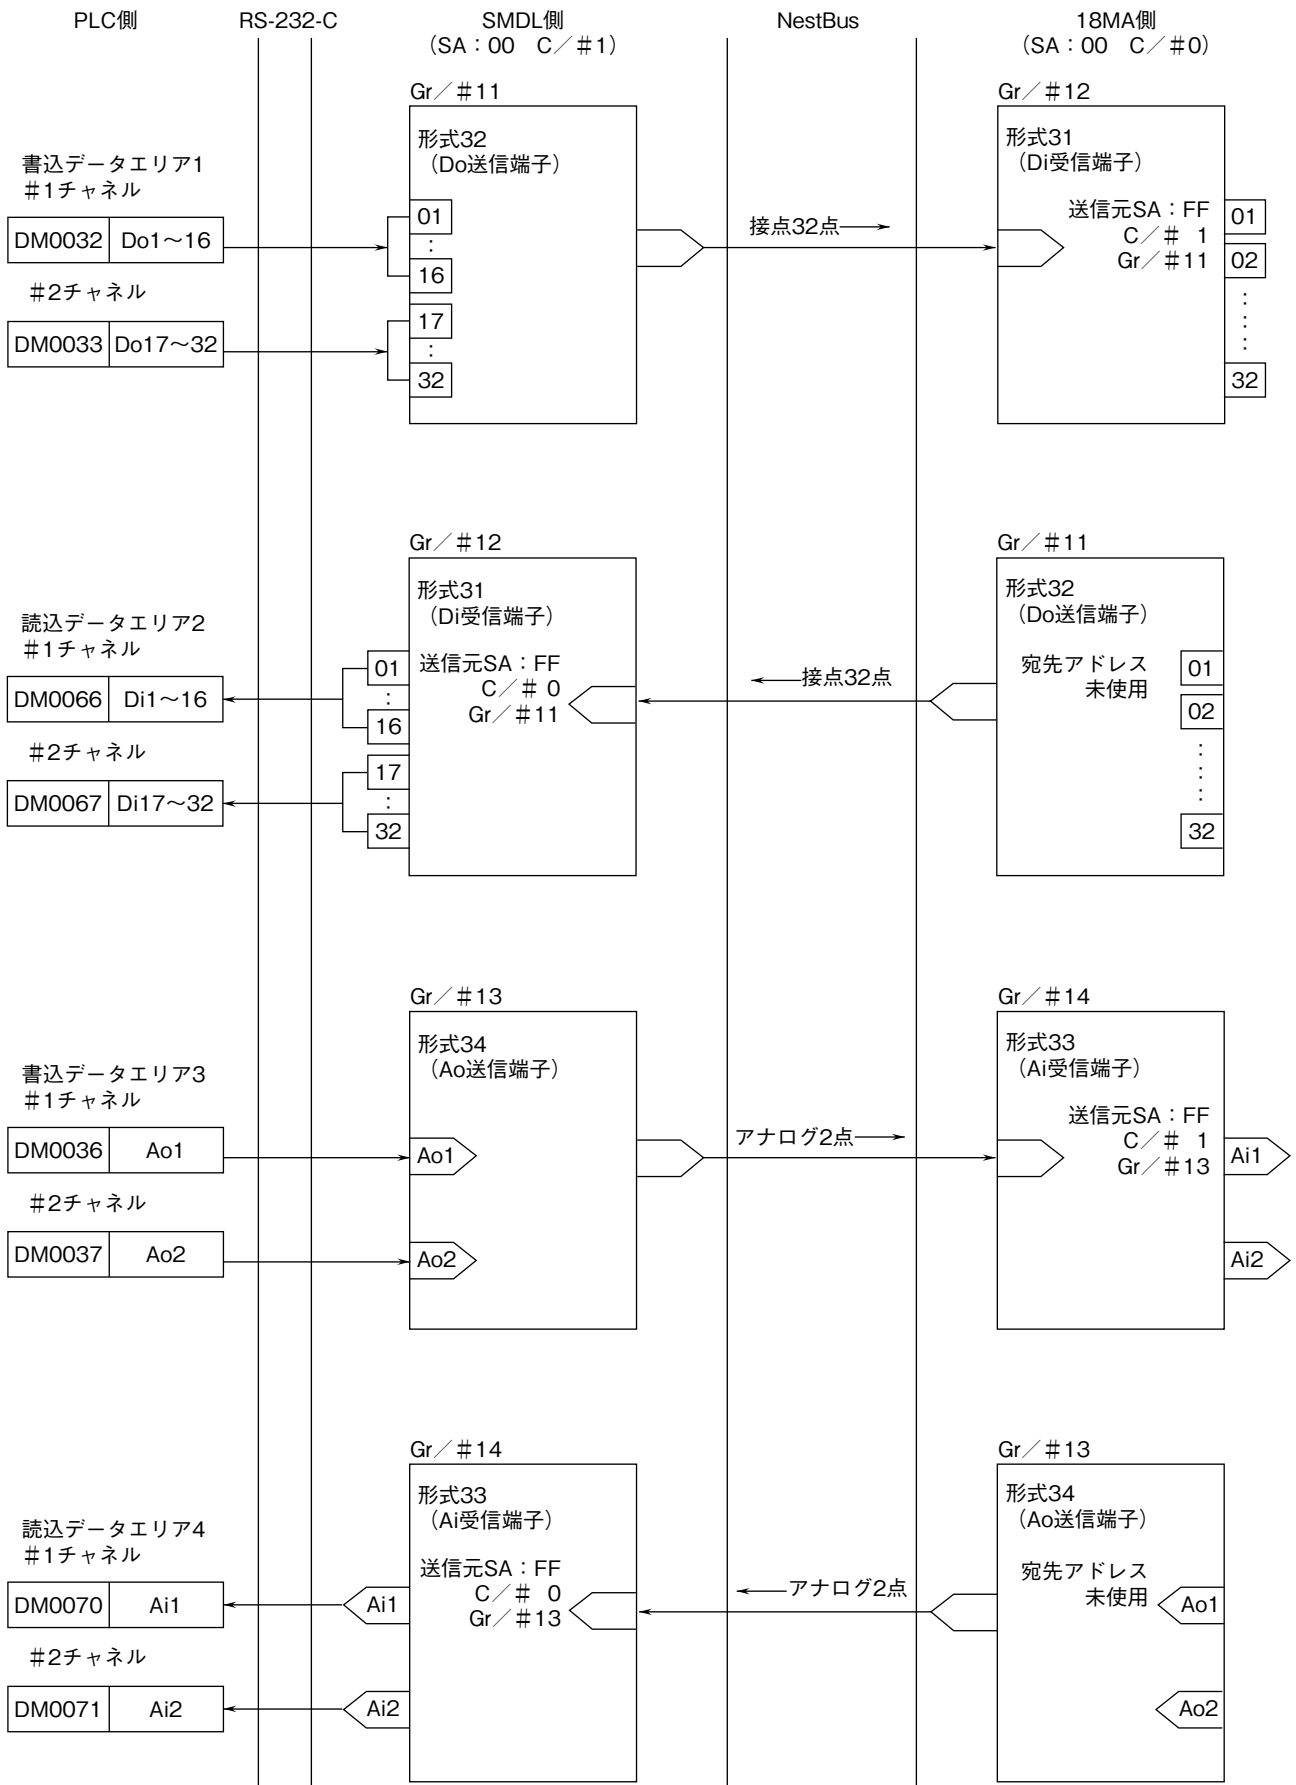 PLC側 RS-232-C SMDL側 NestBus 18MA側
（SA：00 C／＃1） （SA：00 C／＃0）
Gr／＃11 Gr／＃12
形式32 形式31
（Do送信端子） （Di受信端子）
書込データエリア1
＃1チャネル
送信元SA：FF
C／＃ 1
Gr／＃11
DM0032 Do1～16
01
：
16
接点32点
01
02
＃2チャネル
DM0033 Do17～32
17
：
32
32
Gr／＃12 Gr／＃11
形式31 形式32
（Di受信端子） （Do送信端子）
読込データエリア2
＃1チャネル
送信元SA：FF
C／＃ 0
Gr／＃11
宛先アドレス
未使用
DM0066 Di1～16
01
：
16
接点32点
01
02
＃2チャネル
DM0067 Di17～32
17
：
32
32
Gr／＃13 Gr／＃14
形式34 形式33
（Ao送信端子） （Ai受信端子）
書込データエリア3
＃1チャネル
送信元SA：FF
C／＃ 1
Gr／＃13
DM0036 Ao1
Ao1
アナログ2点
Ai1
＃2チャネル
DM0037 Ao2
Ao2
Ai2
Gr／＃14 Gr／＃13
形式33 形式34
（Ai受信端子） （Ao送信端子）
読込データエリア4
＃1チャネル
送信元SA：FF
C／＃ 0
Gr／＃13
宛先アドレス
未使用
DM0070 Ai1
Ai1
アナログ2点
Ao1
＃2チャネル
DM0071 Ai2
Ai2
Ao2